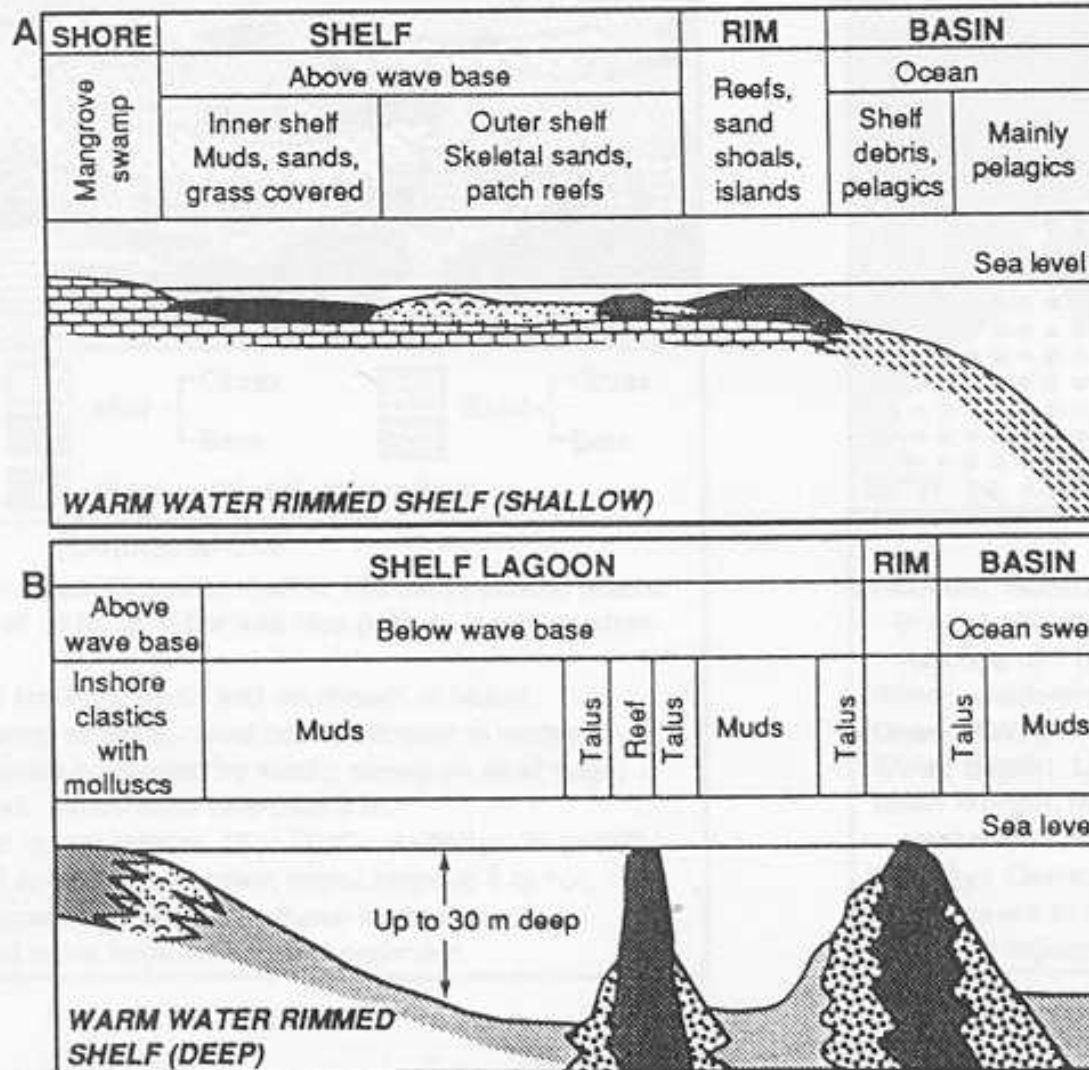 A
SHORE
SHELF
RIM
BASIN
Mangrove
swamp
Above wave base
Inner shelf
Muds, sands,
grass covered
Outer shelf
Skeletal sands,
patch reefs
Reefs,
sand
shoals,
islands
Ocean
Shelf
debris,
pelagics
Mainly
pelagics
Sea level
WARM WATER RIMMED SHELF (SHALLOW)
B
SHELF LAGOON
RIM
BASIN
Above
wave base
Below wave base
Ocean swe
Inshore
clastics
with
molluscs
Muds
Talus
Reef
Talus
Muds
Talus
Talus
Muds
Sea leve
Up to 30 m deep
WARM WATER RIMMED
SHELF (DEEP)